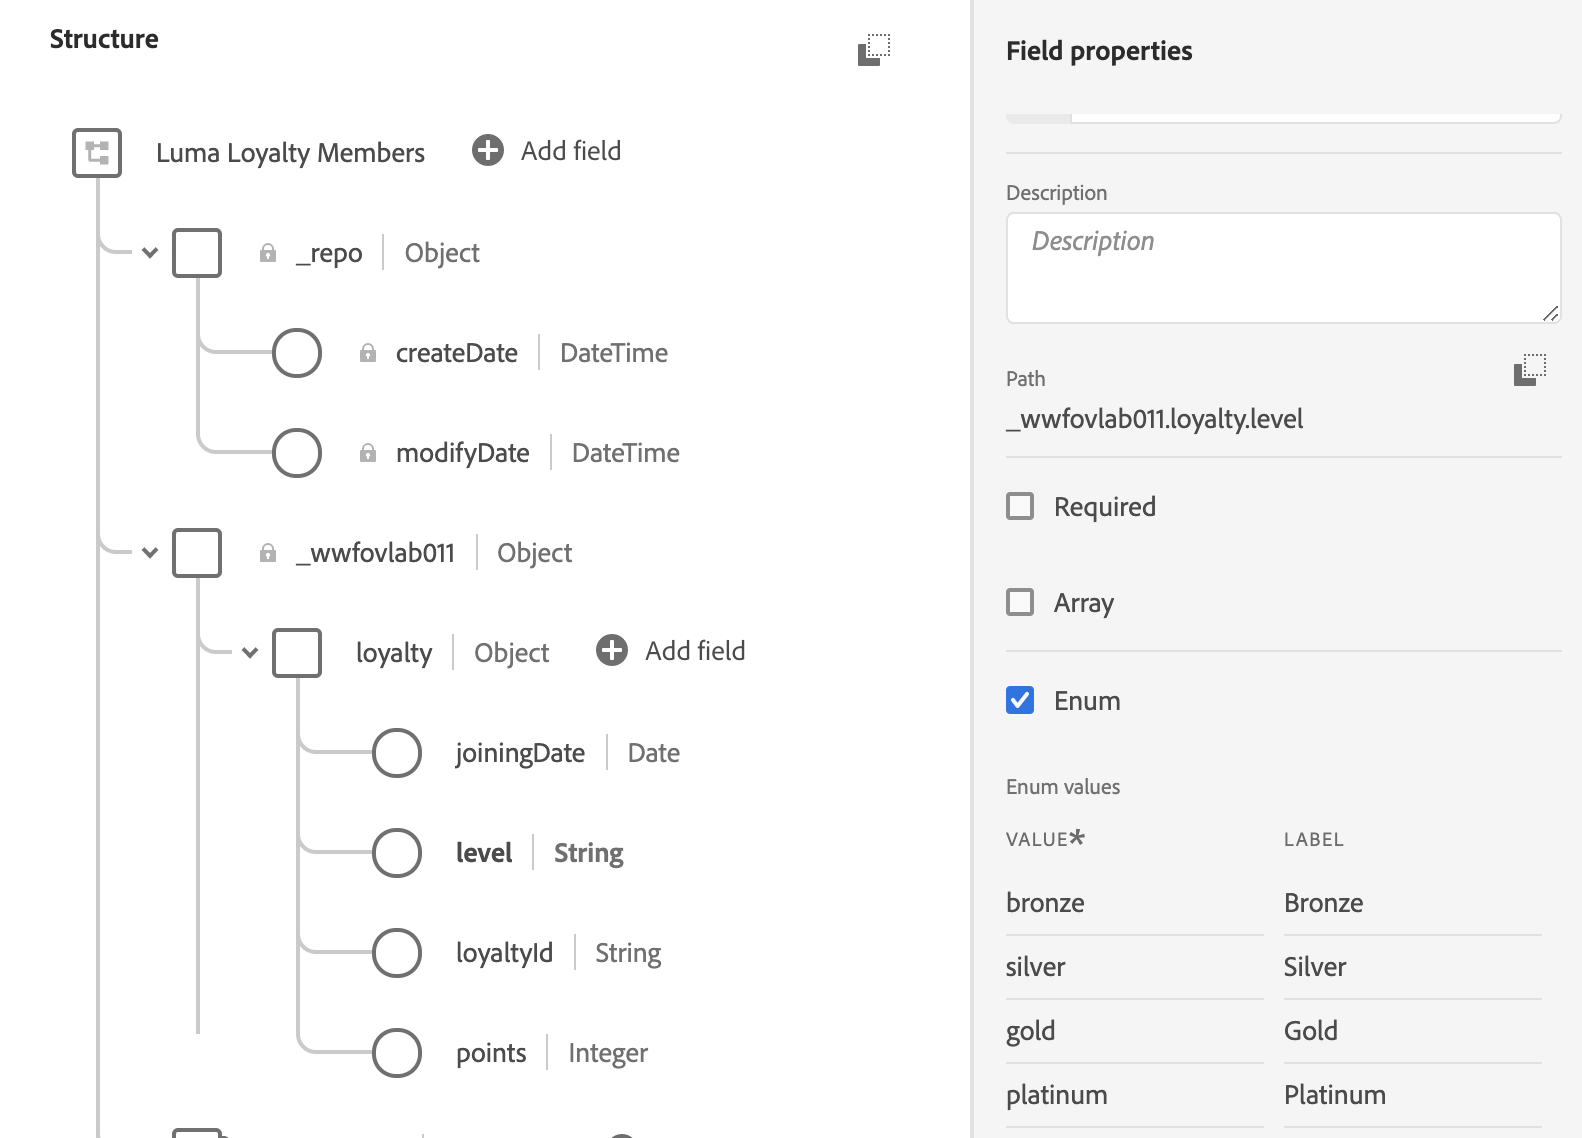 Structure
Luma Loyalty Members Add field
_repo Object
createDate DateTime
modifyDate DateTime
_wwfovlab011 Object
loyalty Object Add field
joiningDate Date
level String
loyaltyId String
points Integer
Field properties
Description
Description
Path
_wwfovlab011.loyalty.level
Required
Array
Enum
Enum values
VALUE* LABEL
bronze Bronze
silver Silver
gold Gold
platinum Platinum